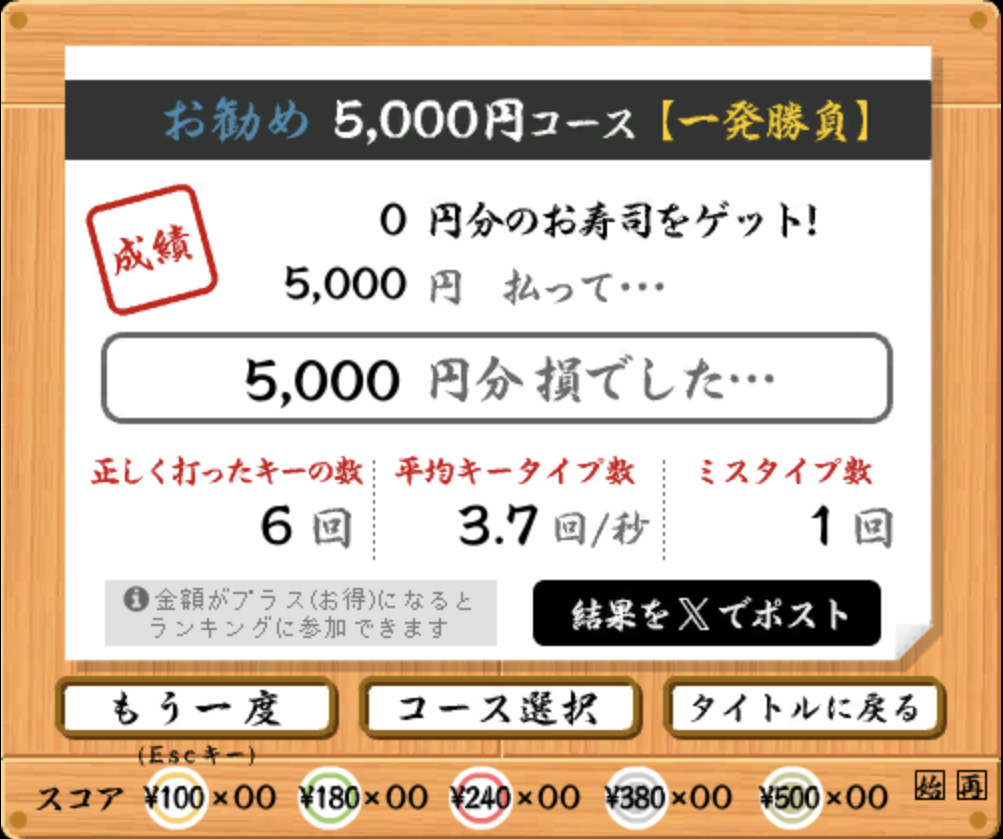 お勧め 5,000円コース【一発勝負】
成績
0 円分のお寿司をゲット!
5,000 円 払って…
5,000 円分 損でした…
正しく打ったキーの数 平均キータイプ数 ミスタイプ数
6 回 3.7 回/秒 1 回
金額がプラス(お得)になると
ランキングに参加できます
結果を𝕏でポスト
もう一度 コース選択 タイトルに戻る
(Escキー)
スコア ¥100×00 ¥180×00 ¥240×00 ¥380×00 ¥500×00 始 再